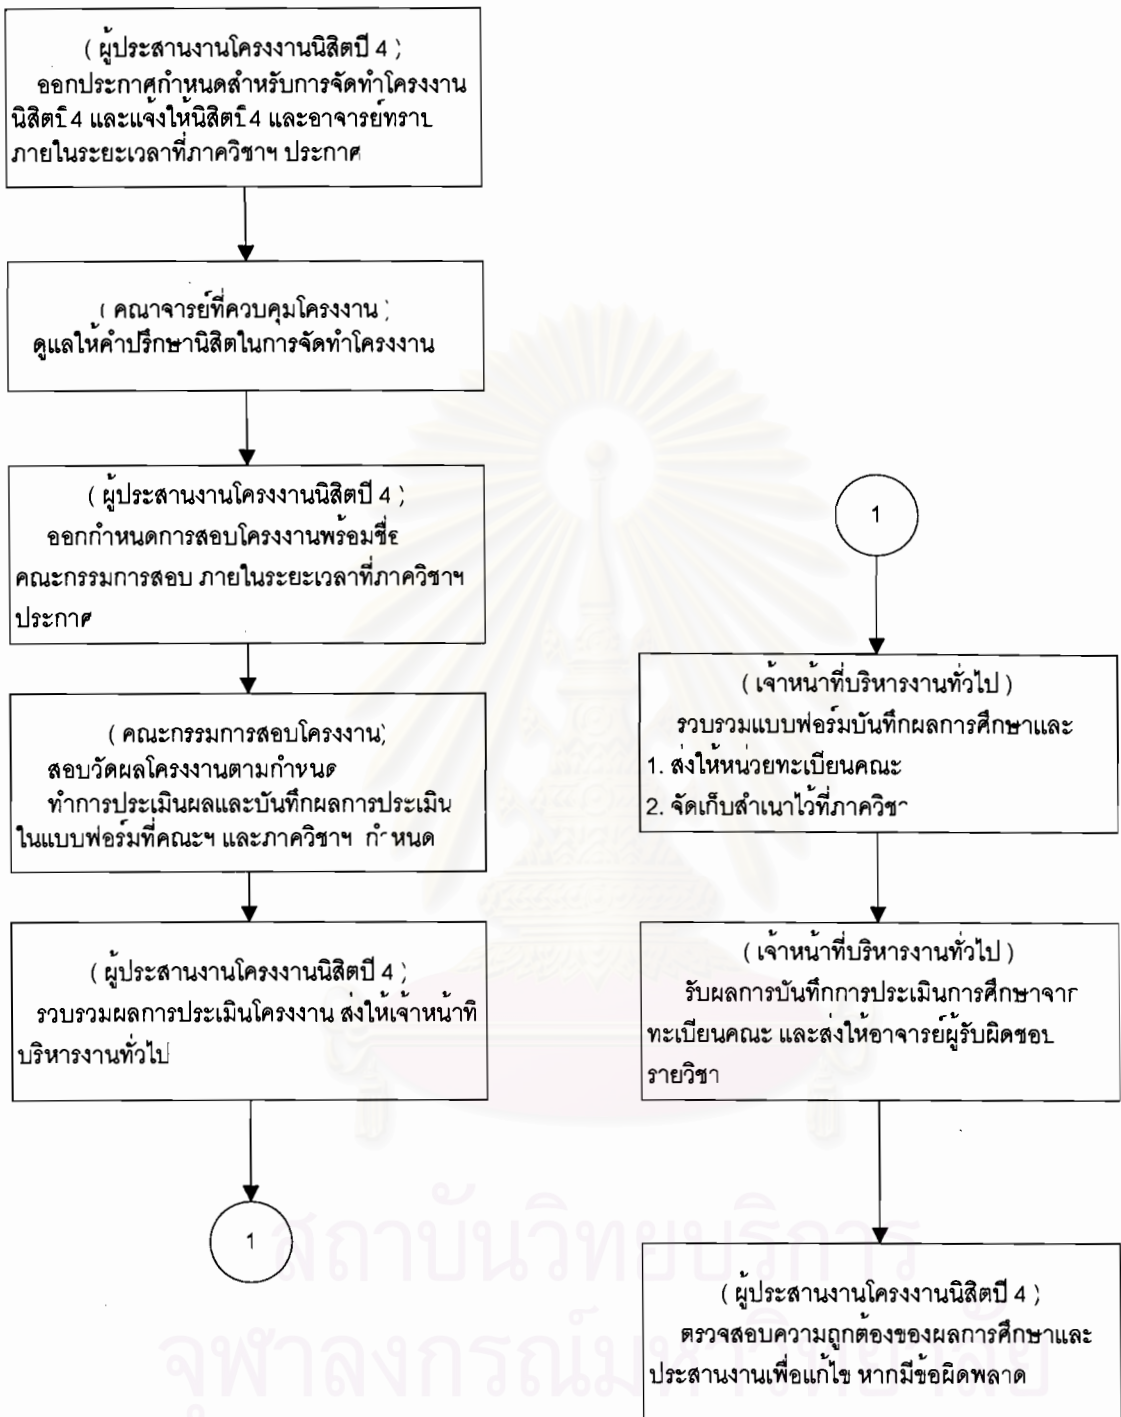 ( ผู้ประสานงานโครงงานนิสิตปี 4 )
ออกประกาศกำหนดสำหรับการจัดทำโครงงาน
นิสิตปี 4 และแจ้งให้นิสิตปี 4 และอาจารย์ทราบ
ภายในระยะเวลาที่ภาควิชาฯ ประกาศ
( คณาจารย์ที่ควบคุมโครงงาน )
ดูแลให้คำปรึกษานิสิตในการจัดทำโครงงาน
( ผู้ประสานงานโครงงานนิสิตปี 4 )
ออกกำหนดการสอบโครงงานพร้อมชื่อ
คณะกรรมการสอบ ภายในระยะเวลาที่ภาควิชาฯ
ประกาศ
( คณะกรรมการสอบโครงงาน)
สอบวัดผลโครงงานตามกำหนด
ทำการประเมินผลและบันทึกผลการประเมิน
ในแบบฟอร์มที่คณะฯ และภาควิชาฯ กำหนด
( ผู้ประสานงานโครงงานนิสิตปี 4 )
รวบรวมผลการประเมินโครงงาน ส่งให้เจ้าหน้าที่
บริหารงานทั่วไป
1
1
( เจ้าหน้าที่บริหารงานทั่วไป )
รวบรวมแบบฟอร์มบันทึกผลการศึกษาและ
1. ส่งให้หน่วยทะเบียนคณะ
2. จัดเก็บสำเนาไว้ที่ภาควิชา
( เจ้าหน้าที่บริหารงานทั่วไป )
รับผลการบันทึกการประเมินการศึกษาจาก
ทะเบียนคณะ และส่งให้อาจารย์ผู้รับผิดชอบ
รายวิชา
( ผู้ประสานงานโครงงานนิสิตปี 4 )
ตรวจสอบความถูกต้องของผลการศึกษาและ
ประสานงานเพื่อแก้ไข หากมีข้อผิดพลาด
สถาบันวิทยบริการ
จุฬาลงกรณ์มหาวิทยาลัย